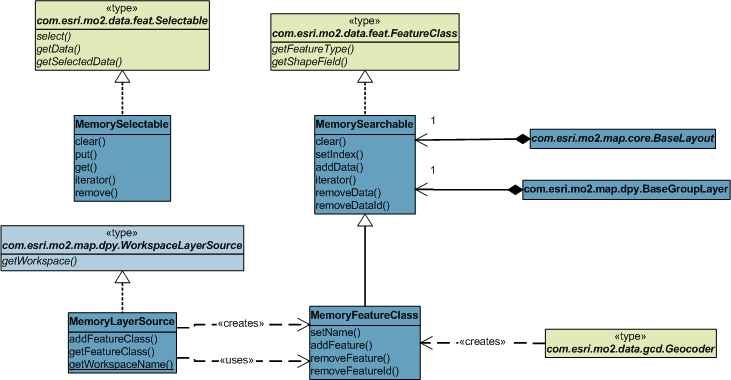 «type»
com.esri.mo2.data.feat.Selectable
select()
getData()
getSelectedData()
«type»
com.esri.mo2.data.feat.FeatureClass
getFeatureType()
getShapeField()
MemorySelectable
clear()
put()
get()
iterator()
remove()
MemorySearchable
clear()
setIndex()
addData()
iterator()
removeData()
removeDataId()
1
com.esri.mo2.map.core.BaseLayout
1
com.esri.mo2.map.dpy.BaseGroupLayer
«type»
com.esri.mo2.map.dpy.WorkspaceLayerSource
getWorkspace()
MemoryLayerSource
addFeatureClass()
getFeatureClass()
getWorkspaceName()
«creates»
«uses»
MemoryFeatureClass
setName()
addFeature()
removeFeature()
removeFeatureId()
«creates»
«type»
com.esri.mo2.data.gcd.Geocoder